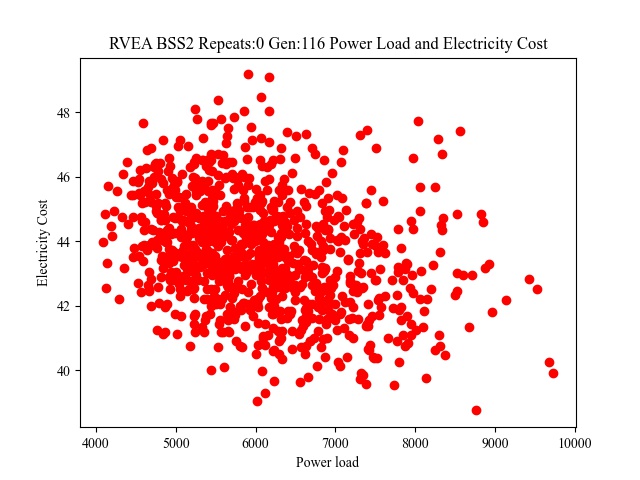 RVEA BSS2 Repeats:0 Gen:116 Power Load and Electricity Cost
48
46
44
42
40
Electricity Cost
4000 5000 6000 7000 8000 9000 10000
Power load